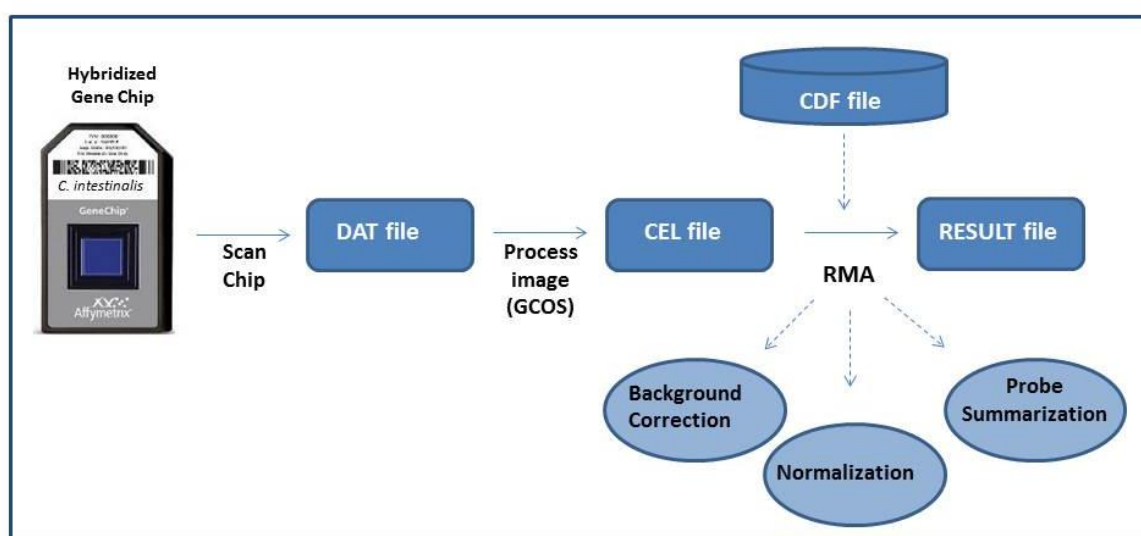 Hybridized
Gene Chip
C. intestinalis
GeneChip
Affymetrix
Scan
Chip
DAT file
Process
image
(GCOS)
CEL file
CDF file
RMA
RESULT file
Background
Correction
Normalization
Probe
Summarization